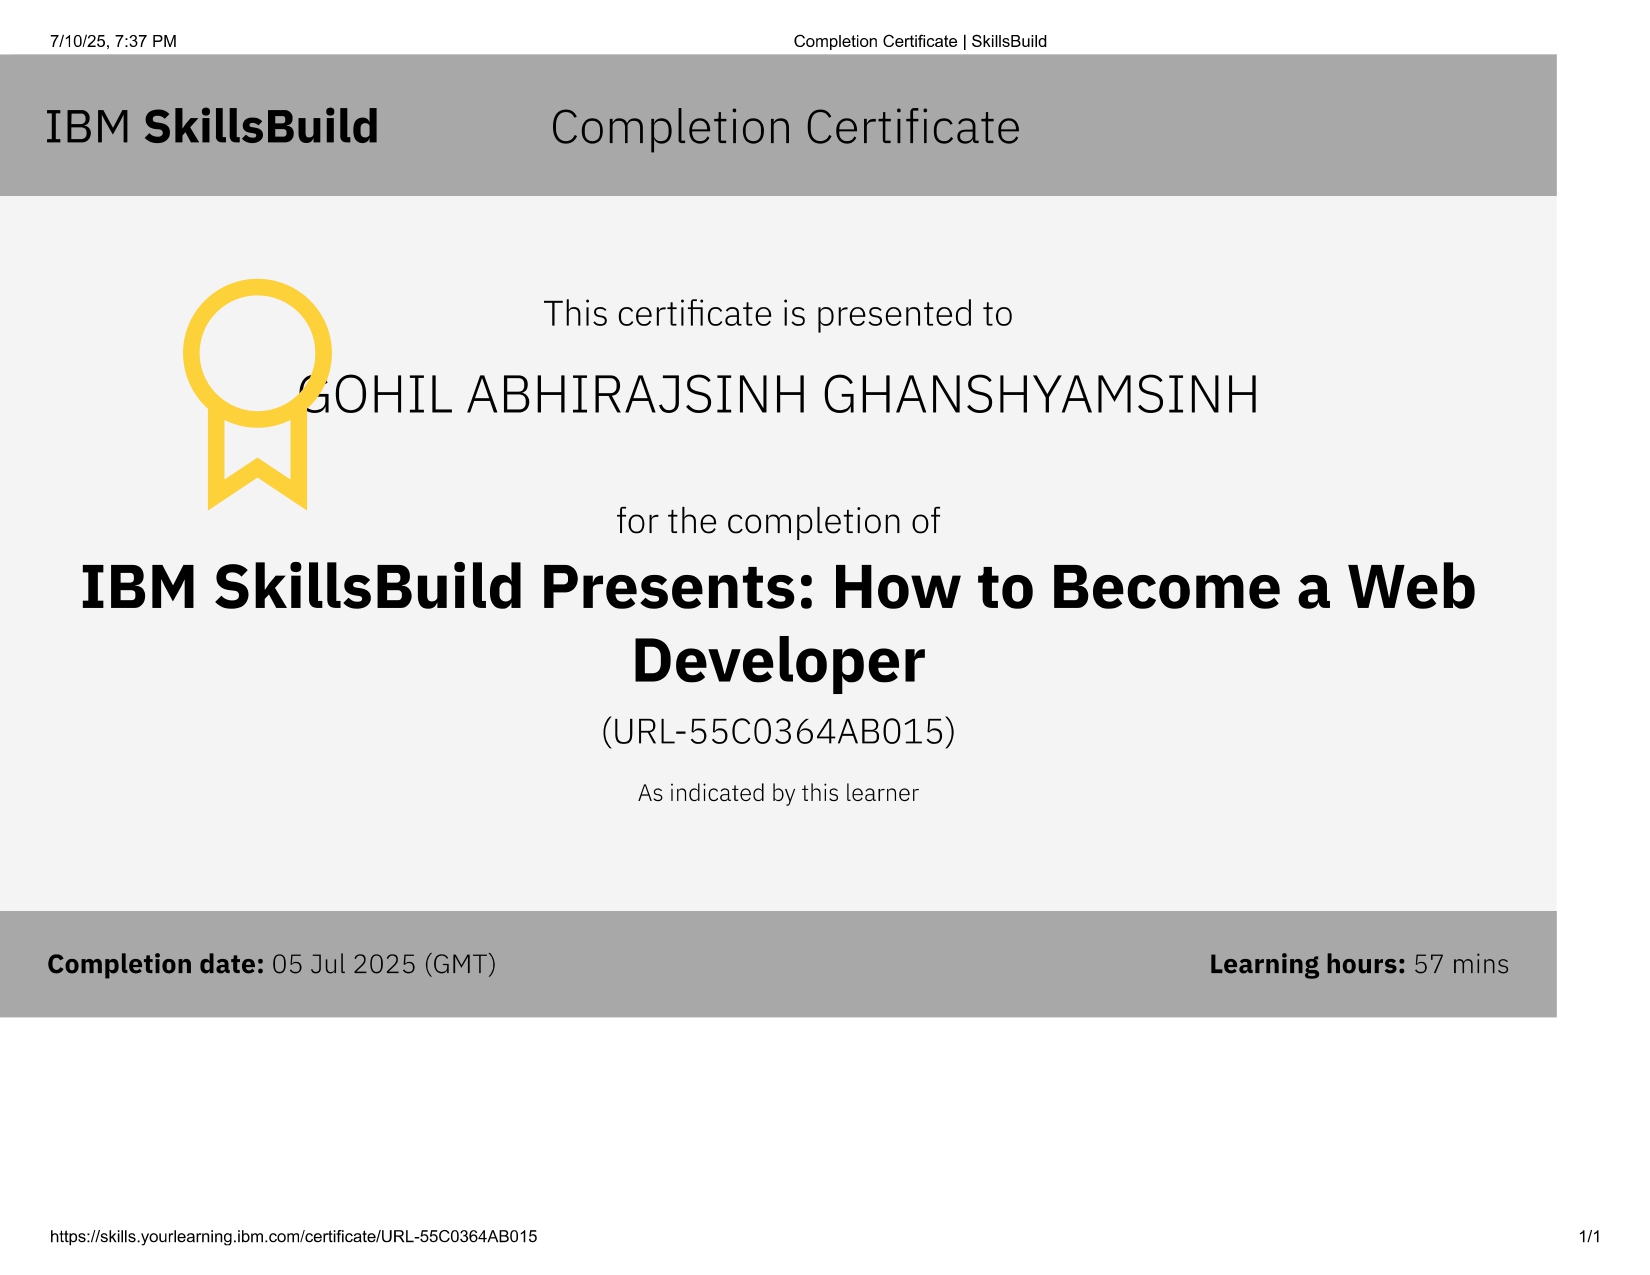 7/10/25, 7:37 PM
Completion Certificate | SkillsBuild
IBM SkillsBuild
Completion Certificate
This certificate is presented to
GOHIL ABHIRAJSINH GHANSHYAMSINH
for the completion of
IBM SkillsBuild Presents: How to Become a Web
Developer
(URL-55C0364AB015)
As indicated by this learner
Completion date: 05 Jul 2025 (GMT)
Learning hours: 57 mins
https://skills.yourlearning.ibm.com/certificate/URL-55C0364AB015
1/1